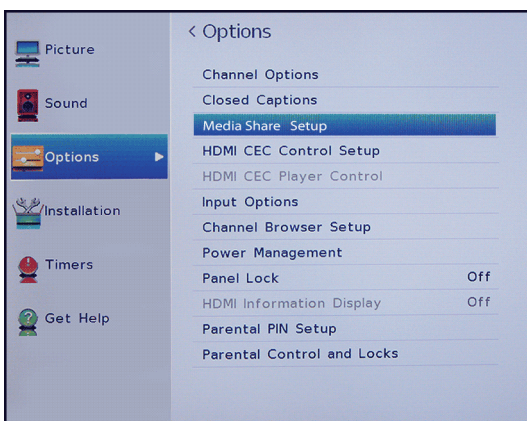 Picture
Sound
Options
Installation
Timers
Get Help
< Options
Channel Options
Closed Captions
Media Share Setup
HDMI CEC Control Setup
HDMI CEC Player Control
Input Options
Channel Browser Setup
Power Management
Panel Lock Off
HDMI Information Display Off
Parental PIN Setup
Parental Control and Locks